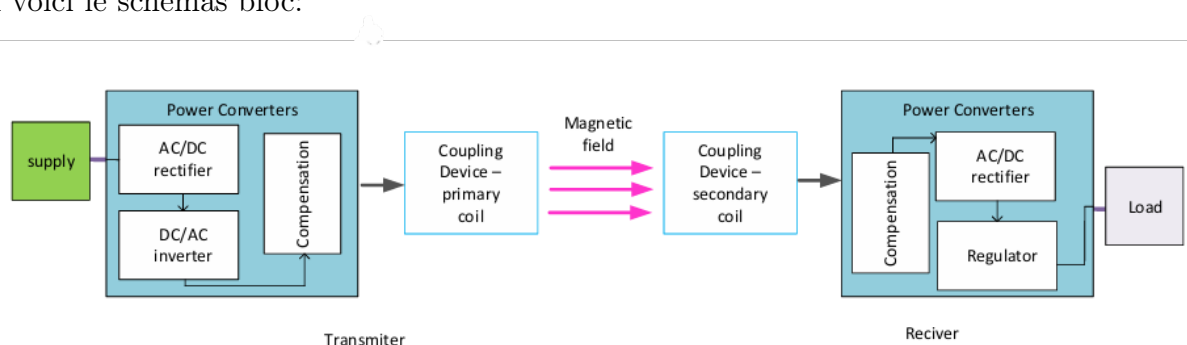 voici le schemas bloc:
Power Converters
supply
AC/DC
rectifier
DC/AC
inverter
Compensation
Coupling
Device –
primary
coil
Magnetic
field
Coupling
Device –
secondary
coil
Power Converters
Compensation
AC/DC
rectifier
Regulator
Load
Transmiter
Reciver